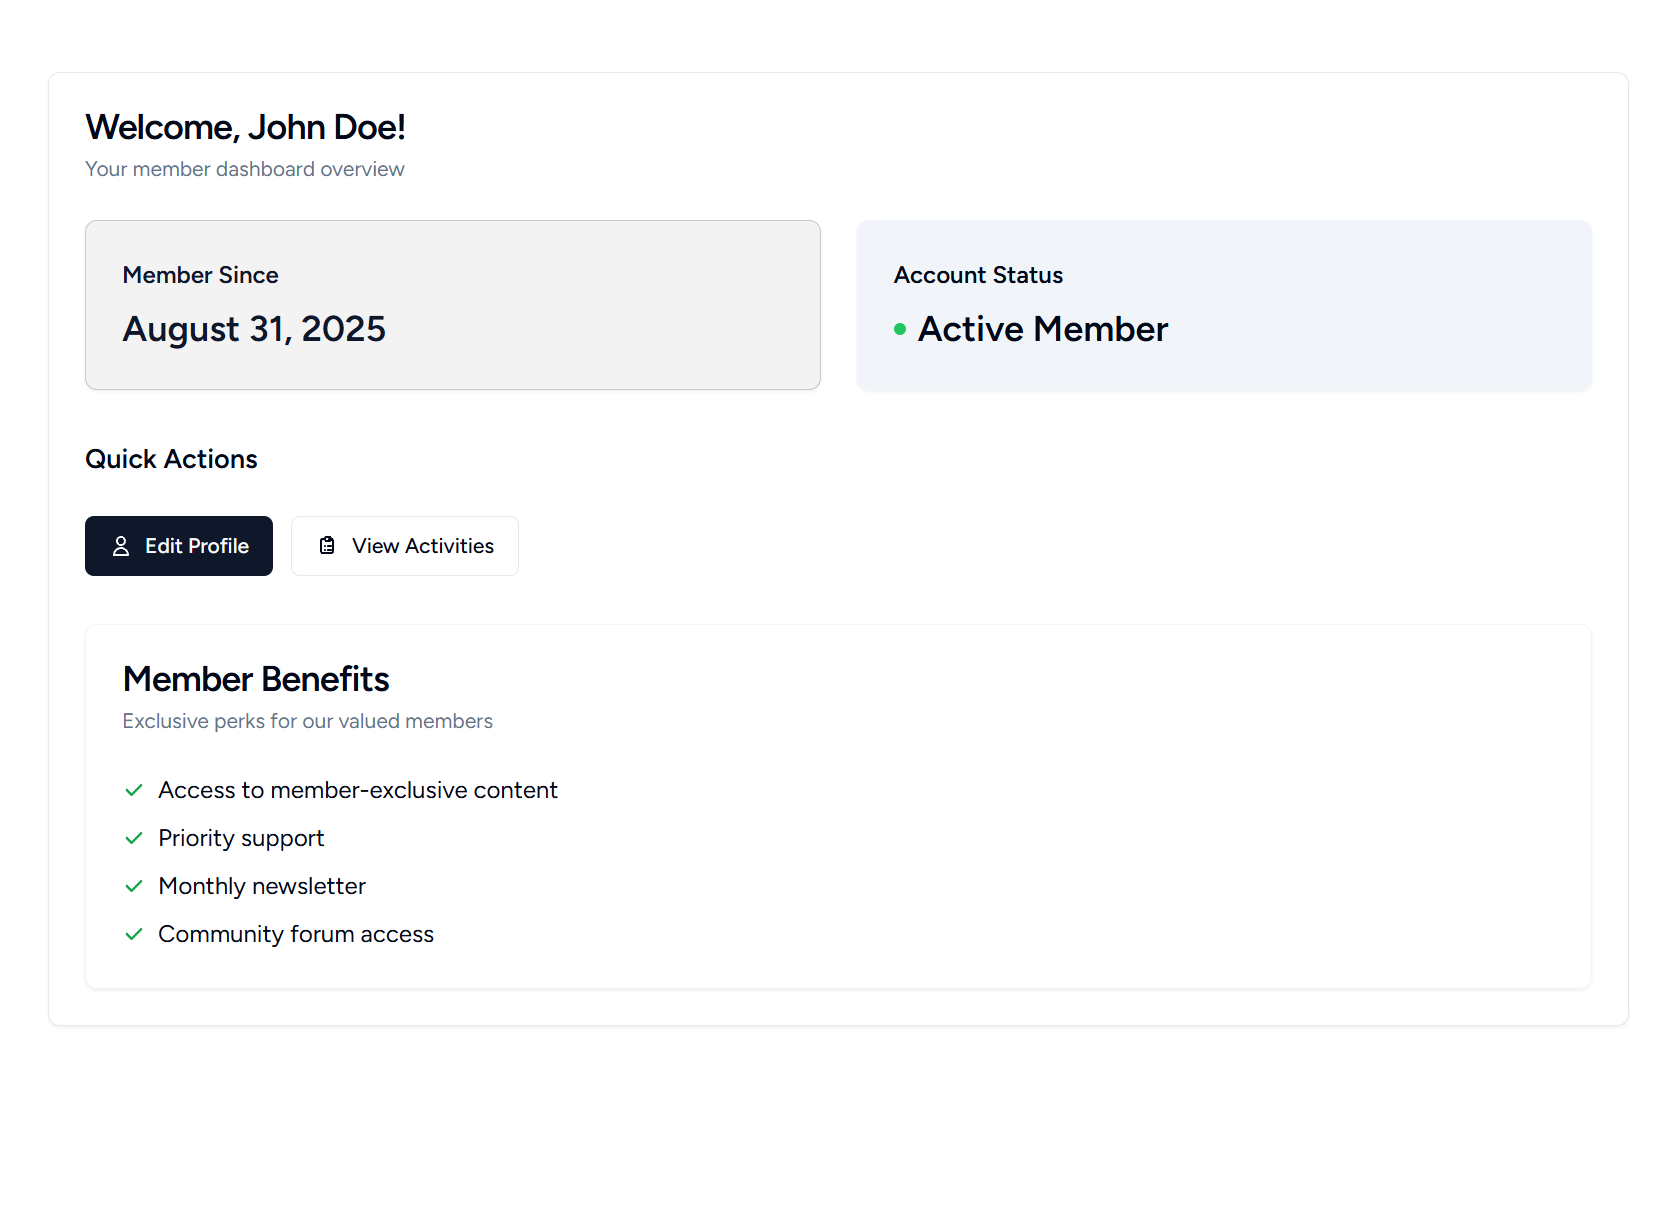 Welcome, John Doe!
Your member dashboard overview
Member Since
August 31, 2025
Account Status
Active Member
Quick Actions
Edit Profile
View Activities
Member Benefits
Exclusive perks for our valued members
Access to member-exclusive content
Priority support
Monthly newsletter
Community forum access